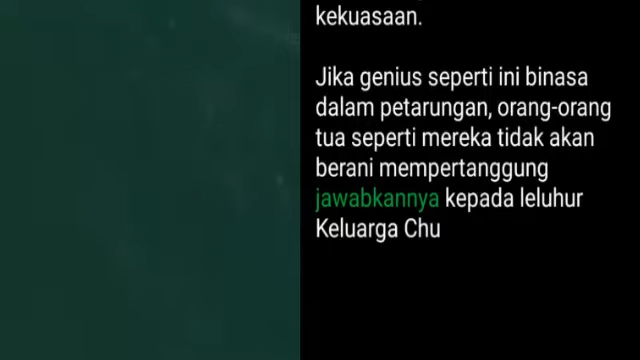 kekuasaan.
Jika genius seperti ini binasa
dalam petarungan, orang-orang
tua seperti mereka tidak akan
berani mempertanggung
jawabkannya kepada leluhur
Keluarga Chu